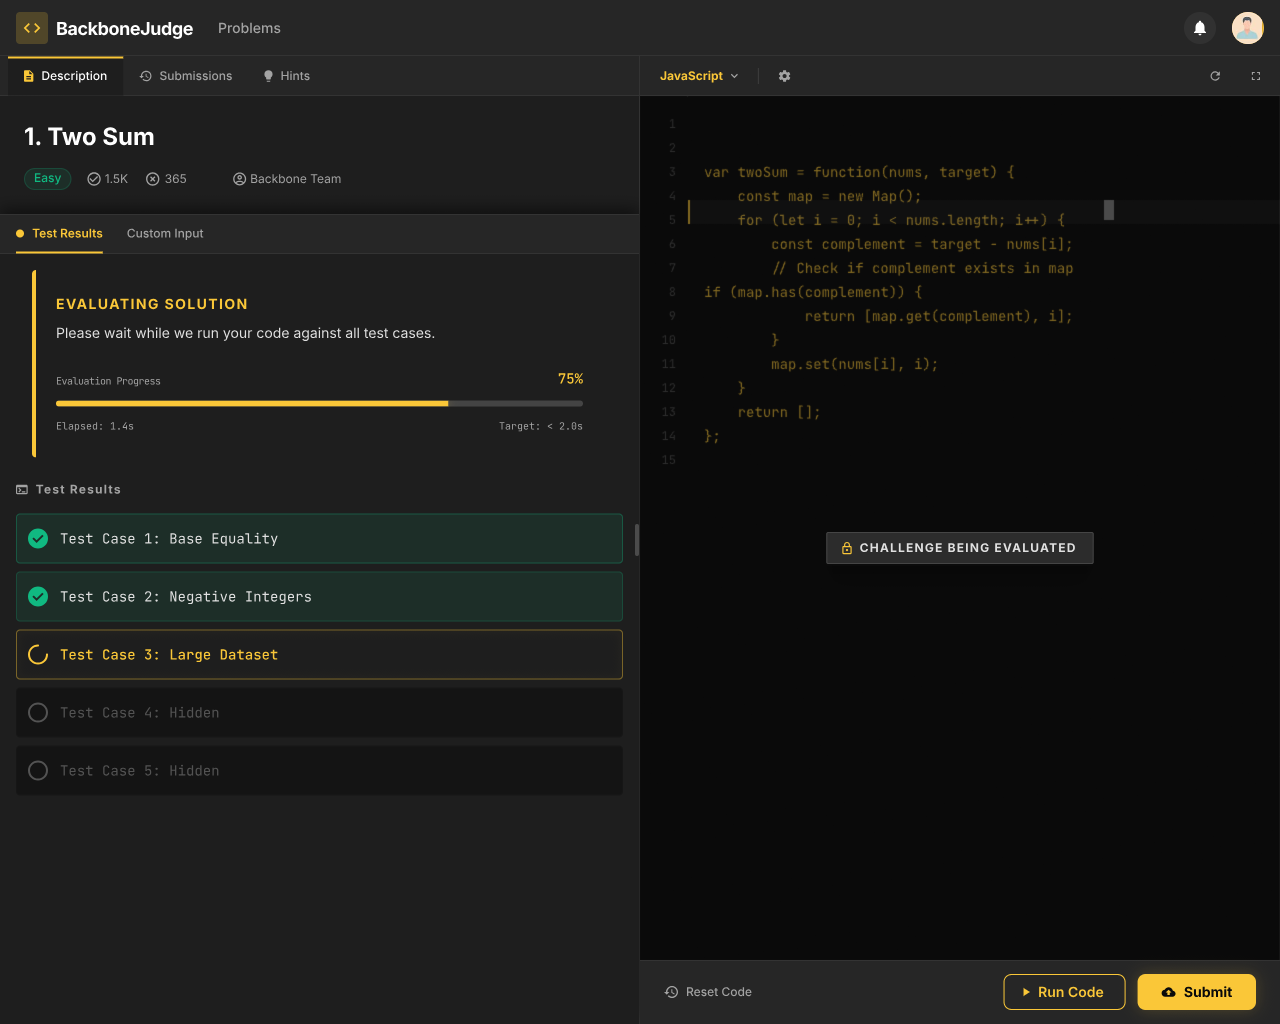 BackboneJudge
Problems
Description
Submissions
Hints
1. Two Sum
Easy
1.5K
365
Backbone Team
Test Results
Custom Input
EVALUATING SOLUTION
Please wait while we run your code against all test cases.
Evaluation Progress
75%
Elapsed: 1.4s
Target: < 2.0s
Test Results
Test Case 1: Base Equality
Test Case 2: Negative Integers
Test Case 3: Large Dataset
Test Case 4: Hidden
Test Case 5: Hidden
JavaScript
1
2
3 var twoSum = function(nums, target) {
4 const map = new Map();
5 for (let i = 0; i < nums.length; i++) {
6 const complement = target - nums[i];
7 // Check if complement exists in map
8 if (map.has(complement)) {
9 return [map.get(complement), i];
10 }
11 map.set(nums[i], i);
12 }
13 return [];
14 };
15
CHALLENGE BEING EVALUATED
Reset Code
Run Code
Submit